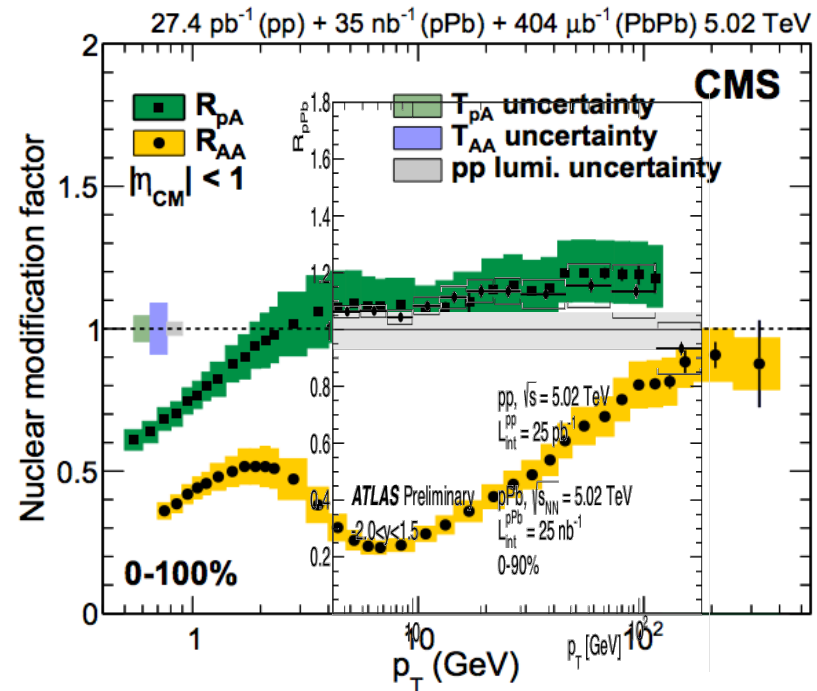 27.4 pb⁻¹ (pp) + 35 nb⁻¹ (pPb) + 404 μb⁻¹ (PbPb) 5.02 TeV
CMS
R_pA
R_AA
|η_CM| < 1
T_pA uncertainty
T_AA uncertainty
pp lumi. uncertainty
Nuclear modification factor
2
1.5
1
0.5
0
R_pPb
1.8
1.6
1.4
1.2
1
0.8
0.6
0.4
0.2
pp, √s = 5.02 TeV
L_int^pp = 25 pb⁻¹
ATLAS Preliminary
-2.0<y<1.5
pPb, √s_NN = 5.02 TeV
L_int^pPb = 25 nb⁻¹
0-90%
0-100%
1
10
10
10²
p_T (GeV)
p_T [GeV]